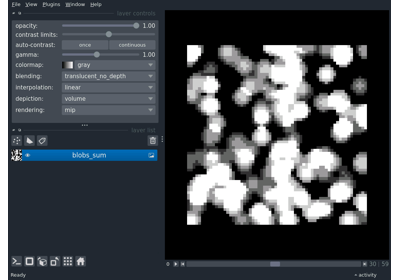 File View Plugins Window Help
layer controls
opacity: 1.00
contrast limits:
auto-contrast: once continuous
gamma: 1.00
colormap: gray
blending: translucent_no_depth
interpolation: linear
depiction: volume
rendering: mip
layer list
blobs_sum
30 59
Ready activity